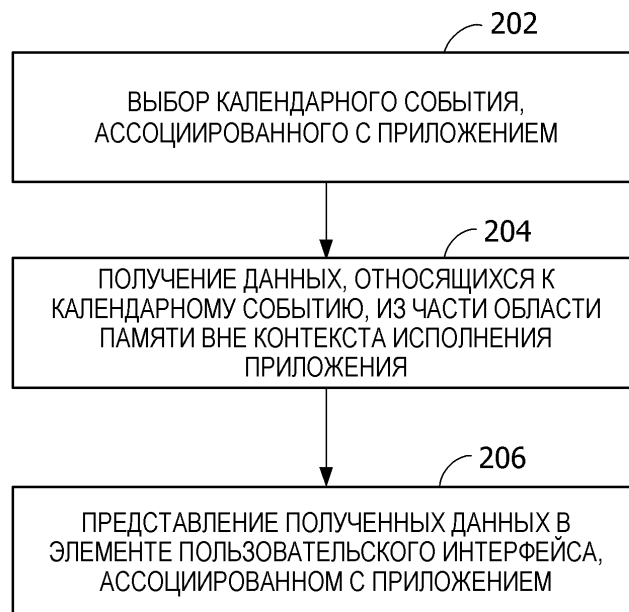 202
ВЫБОР КАЛЕНДАРНОГО СОБЫТИЯ,
АССОЦИИРОВАННОГО С ПРИЛОЖЕНИЕМ
204
ПОЛУЧЕНИЕ ДАННЫХ, ОТНОСЯЩИХСЯ К
КАЛЕНДАРНОМУ СОБЫТИЮ, ИЗ ЧАСТИ ОБЛАСТИ
ПАМЯТИ ВНЕ КОНТЕКСТА ИСПОЛНЕНИЯ
ПРИЛОЖЕНИЯ
206
ПРЕДСТАВЛЕНИЕ ПОЛУЧЕННЫХ ДАННЫХ В
ЭЛЕМЕНТЕ ПОЛЬЗОВАТЕЛЬСКОГО ИНТЕРФЕЙСА,
АССОЦИИРОВАННОМ С ПРИЛОЖЕНИЕМ